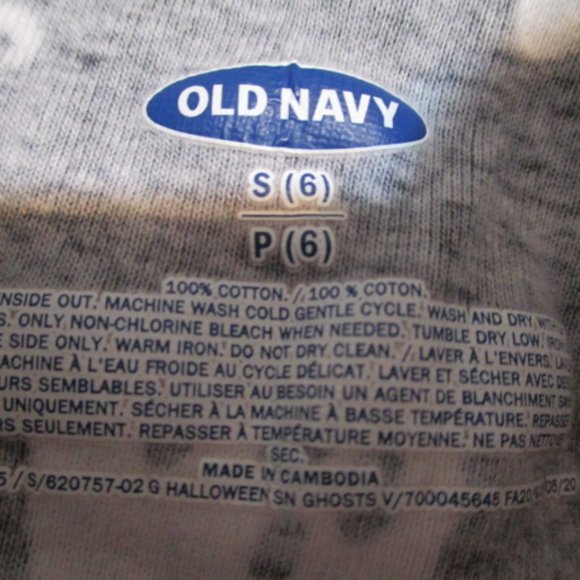 OLD NAVY
S (6)
P (6)
100% COTTON. // 100 % COTON.
INSIDE OUT. MACHINE WASH COLD GENTLE CYCLE. WASH AND DRY WITH
ONLY NON-CHLORINE BLEACH WHEN NEEDED. TUMBLE DRY LOW. IRON
SIDE ONLY. WARM IRON. DO NOT DRY CLEAN. // LAVER À L'ENVERS.
MACHINE À L'EAU FROIDE AU CYCLE DÉLICAT. LAVER ET SÉCHER AVEC DES
SEMBLABLES. UTILISER AU BESOIN UN AGENT DE BLANCHIMENT
UNIQUEMENT. SÉCHER À LA MACHINE À BASSE TEMPÉRATURE. REPASSER
SEULEMENT. REPASSER À TEMPÉRATURE MOYENNE. NE PAS NETTOYER
SEC.
MADE IN CAMBODIA
/ S/620757-02 G HALLOWEEN SN GHOSTS V/700045645